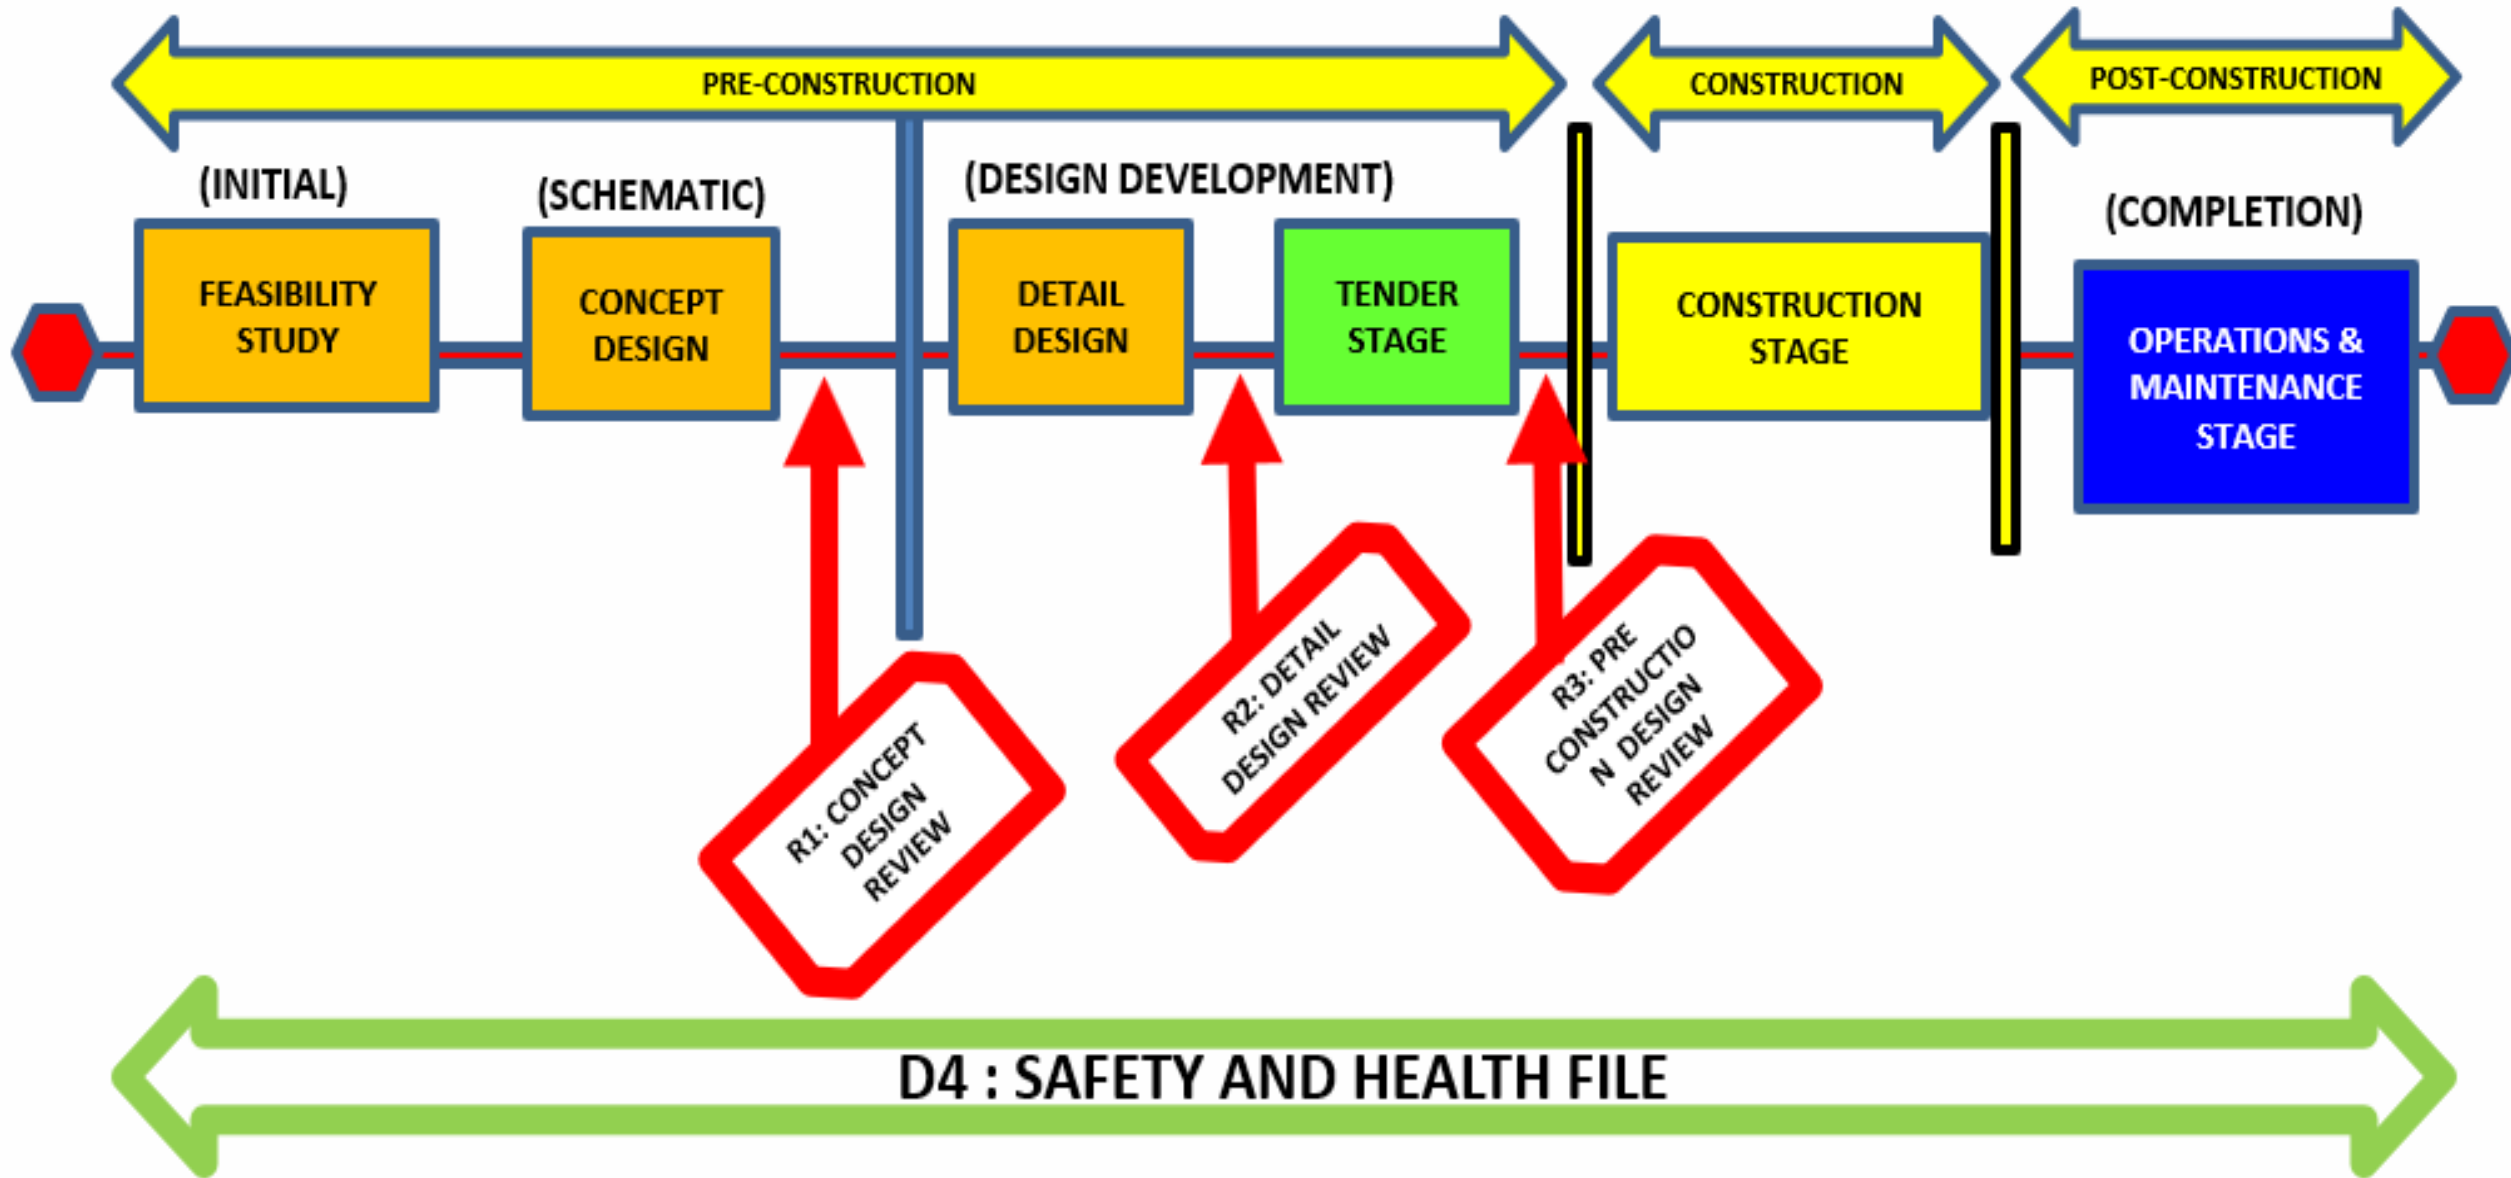 PRE-CONSTRUCTION
CONSTRUCTION
POST-CONSTRUCTION
(INITIAL)
(SCHEMATIC)
(DESIGN DEVELOPMENT)
(COMPLETION)
FEASIBILITY
STUDY
CONCEPT
DESIGN
DETAIL
DESIGN
TENDER
STAGE
CONSTRUCTION
STAGE
OPERATIONS &
MAINTENANCE
STAGE
R1: CONCEPT
DESIGN
REVIEW
R2: DETAIL
DESIGN REVIEW
R3: PRE
CONSTRUCTIO
N DESIGN
REVIEW
D4 : SAFETY AND HEALTH FILE